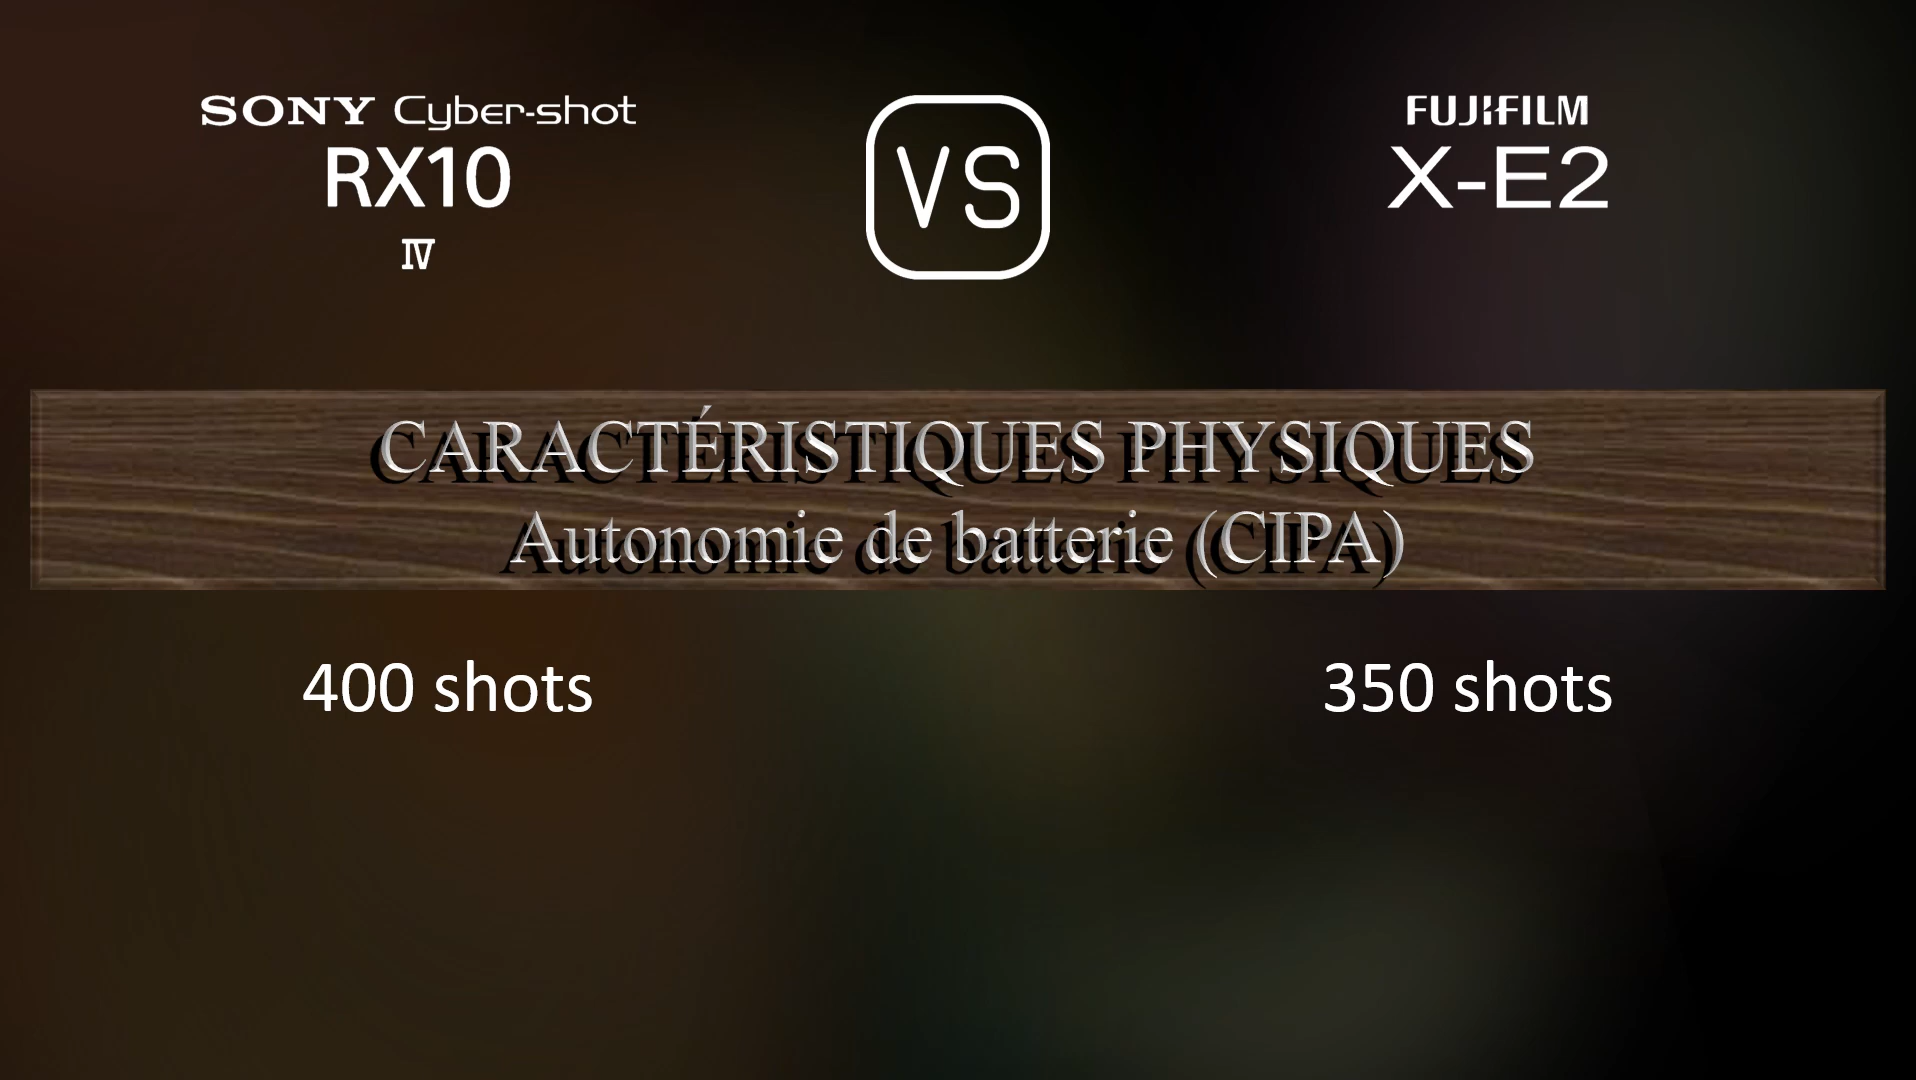 SONY Cyber-shot
RX10
IV
VS
FUJIFILM
X-E2
CARACTÉRISTIQUES PHYSIQUES
Autonomie de batterie (CIPA)
400 shots
350 shots